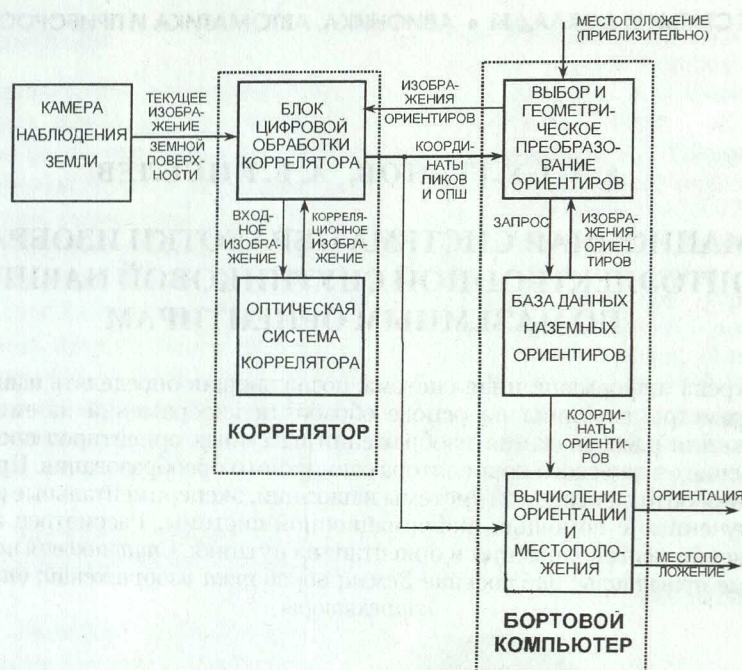 МЕСТОПОЛОЖЕНИЕ
(ПРИБЛИЗИТЕЛЬНО)
КАМЕРА
НАБЛЮДЕНИЯ
ЗЕМЛИ
ТЕКУЩЕЕ
ИЗОБРА-
ЖЕНИЕ
ЗЕМНОЙ
ПОВЕРХ-
НОСТИ
БЛОК
ЦИФРОВОЙ
ОБРАБОТКИ
КОРРЕЛЯТОРА
ИЗОБРА-
ЖЕНИЯ
ОРИЕНТИРОВ
КООРДИ-
НАТЫ
ПИКОВ
И ОПШ
ВЫБОР И
ГЕОМЕТРИ-
ЧЕСКОЕ
ПРЕОБРАЗО-
ВАНИЕ
ОРИЕНТИРОВ
ВХОД-
НОЕ
ИЗОБРА-
ЖЕНИЕ
КОРРЕЛЯ-
ЦИОННОЕ
ИЗОБРА-
ЖЕНИЕ
ЗАПРОС
ИЗОБРА-
ЖЕНИЯ
ОРИЕН-
ТИРОВ
ОПТИЧЕСКАЯ
СИСТЕМА
КОРРЕЛЯТОРА
БАЗА ДАННЫХ
НАЗЕМНЫХ
ОРИЕНТИРОВ
КОРРЕЛЯТОР
КООРДИ-
НАТЫ
ОРИЕНТИ-
РОВ
ВЫЧИСЛЕНИЕ
ОРИЕНТАЦИИ
И
МЕСТОПОЛО-
ЖЕНИЯ
ОРИЕНТАЦИЯ
МЕСТОПО-
ЛОЖЕНИЕ
БОРТОВОЙ
КОМПЬЮТЕР